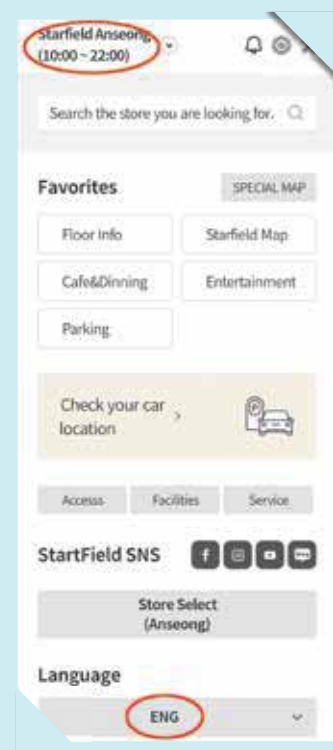 Starfield Anseong
(10:00 ~ 22:00)
Search the store you are looking for.
Favorites
SPECIAL MAP
Floor Info
Starfield Map
Cafe&Dinning
Entertainment
Parking
Check your car
location
Accesss
Facilities
Service
StartField SNS
Store Select
(Anseong)
Language
ENG